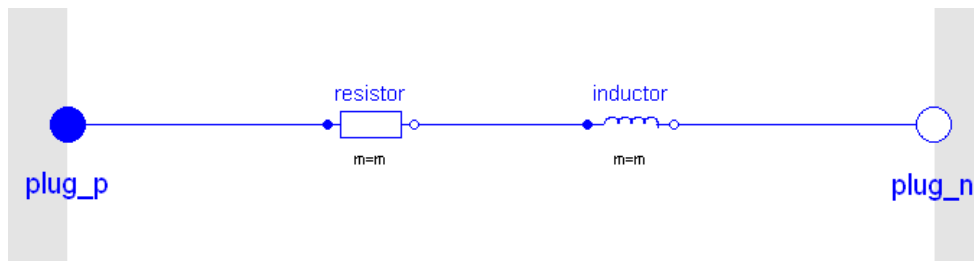 resistor
inductor
m=m
m=m
plug_p
plug_n